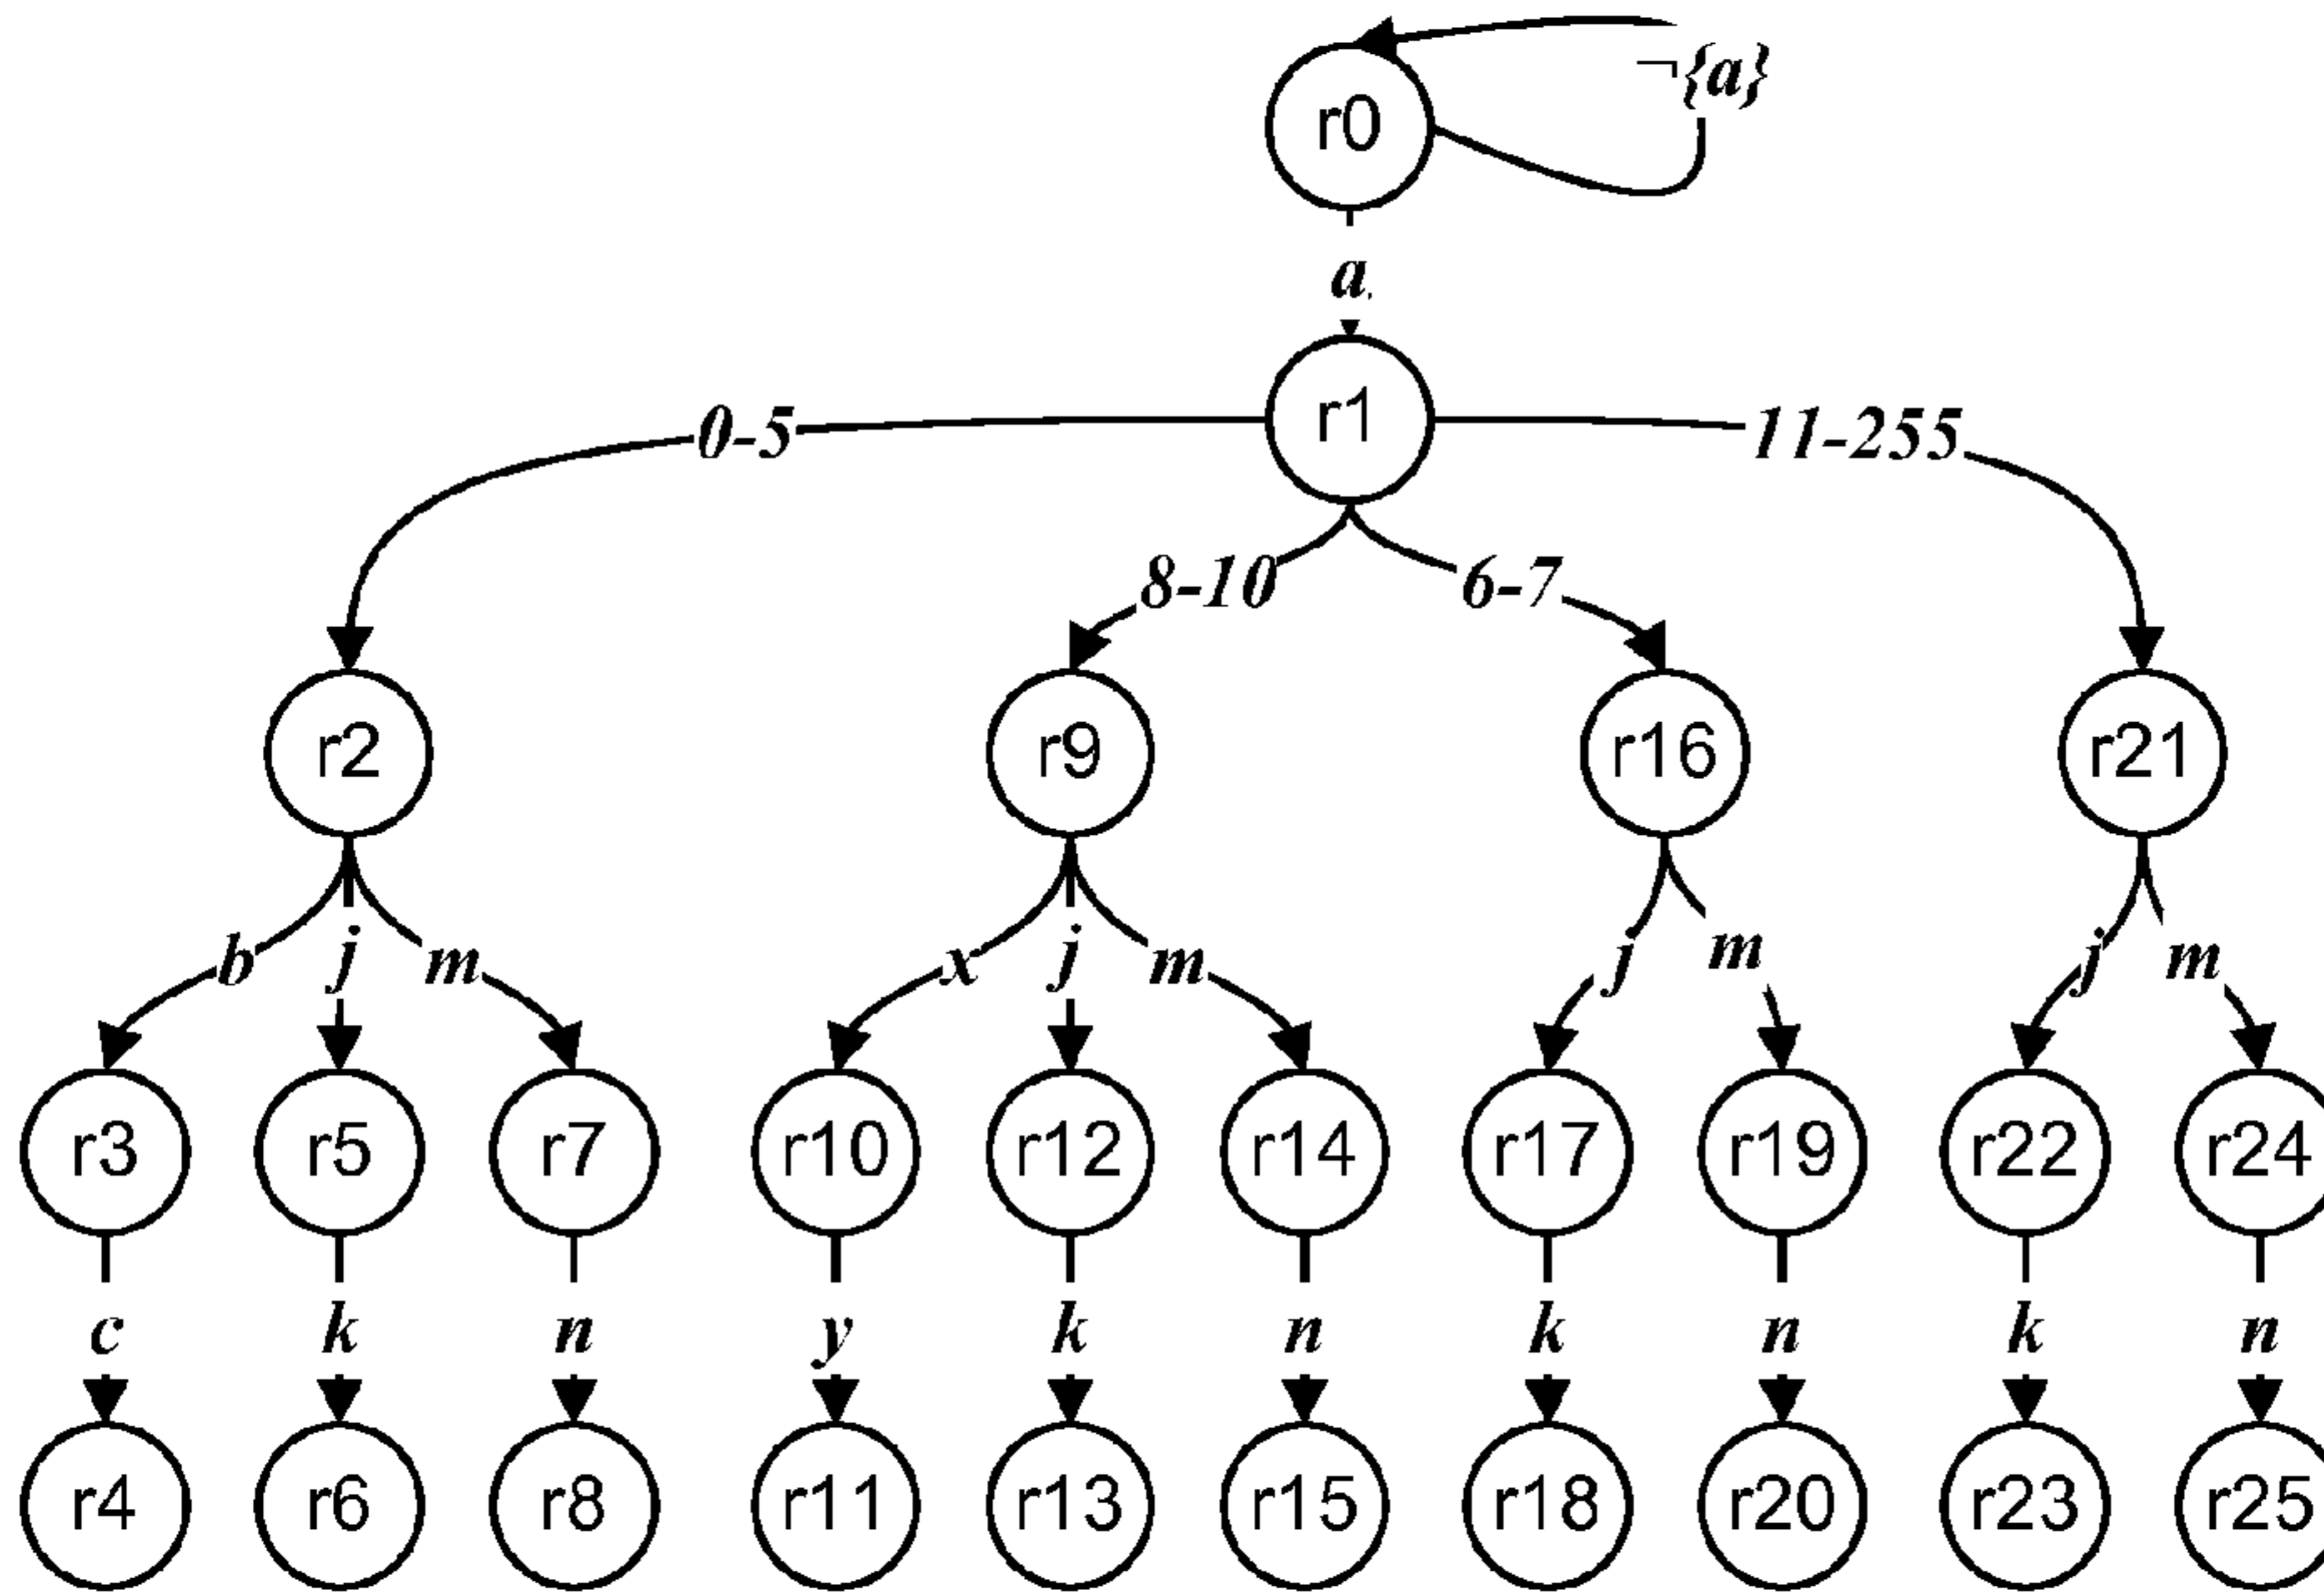 r0
¬{a}
a
r1
0-5
11-255
8-10
6-7
r2
r9
r16
r21
b
j
m
x
j
m
j
m
j
m
r3
r5
r7
r10
r12
r14
r17
r19
r22
r24
c
k
n
y
k
n
k
n
k
n
r4
r6
r8
r11
r13
r15
r18
r20
r23
r25